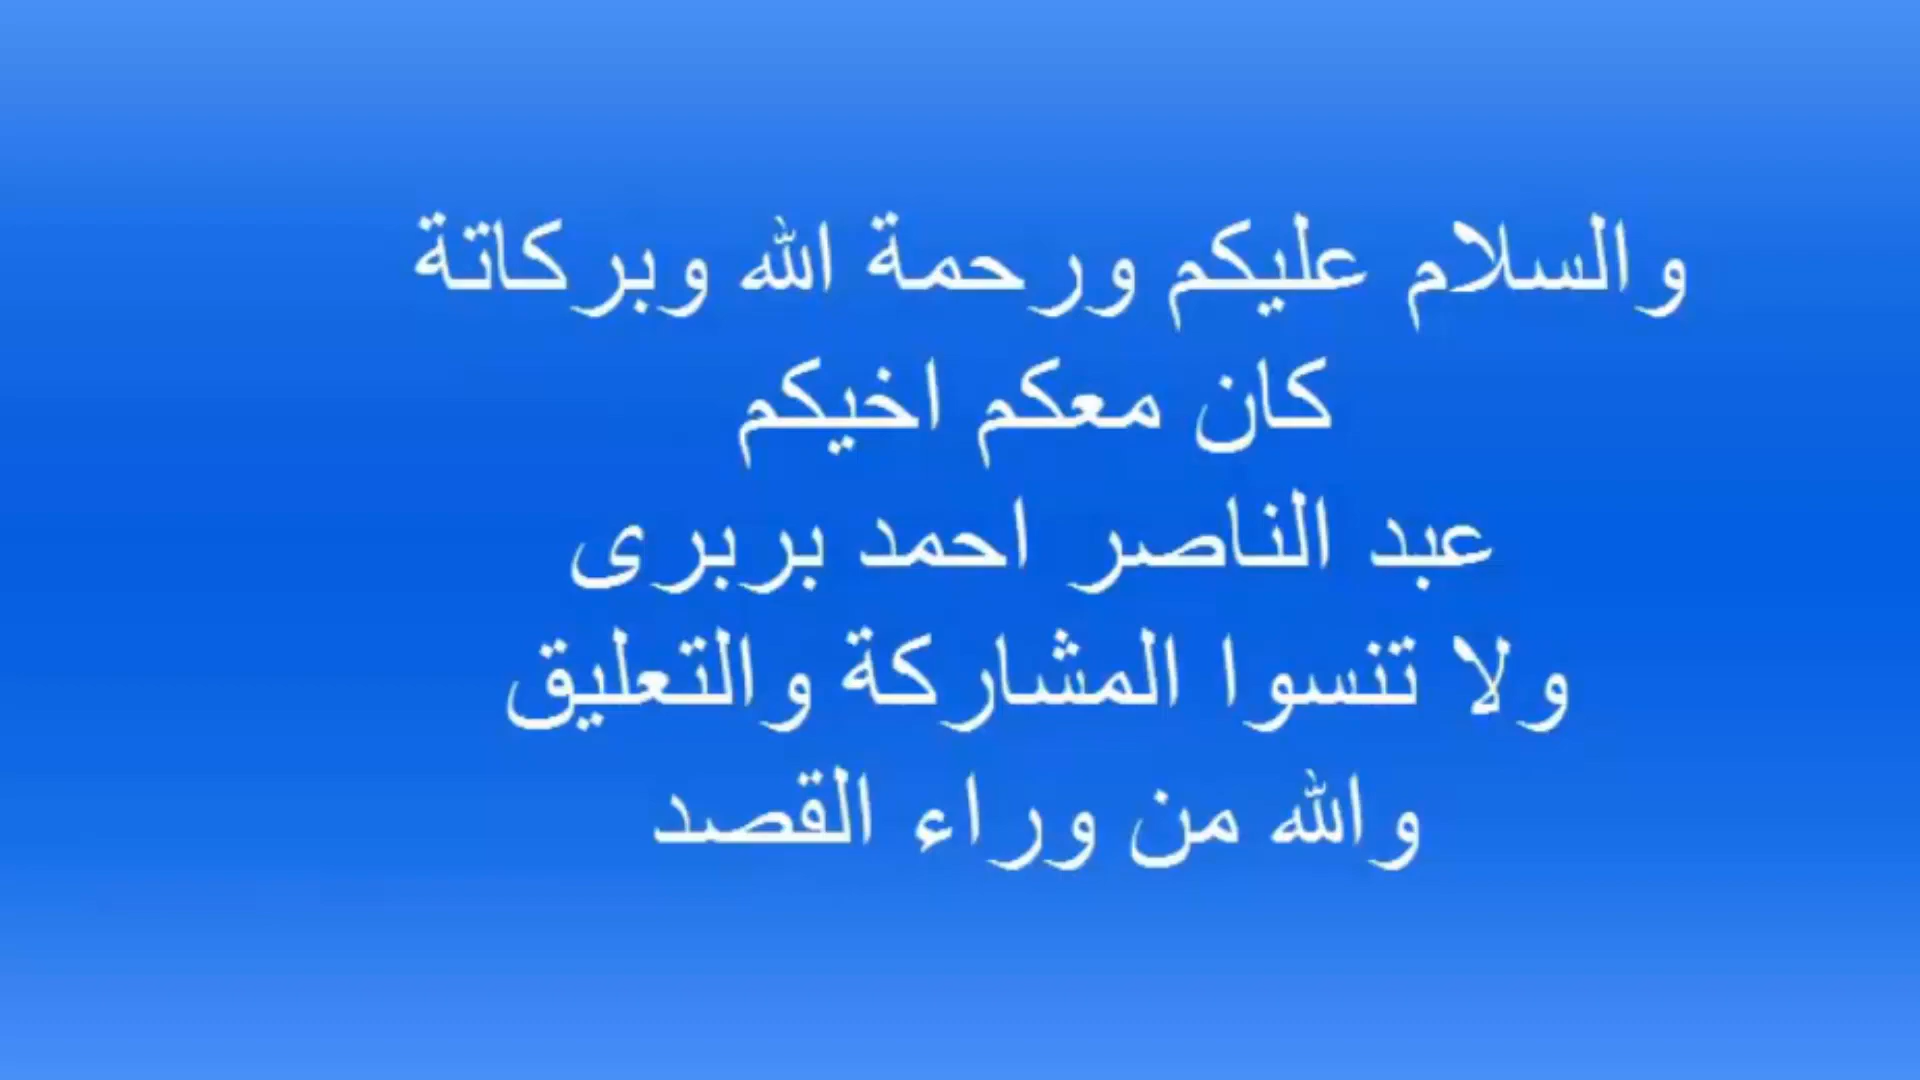 والسلام عليكم ورحمة الله وبركاتة
كان معكم اخيكم
عبد الناصر احمد بربرى
ولا تنسوا المشاركة والتعليق
والله من وراء القصد